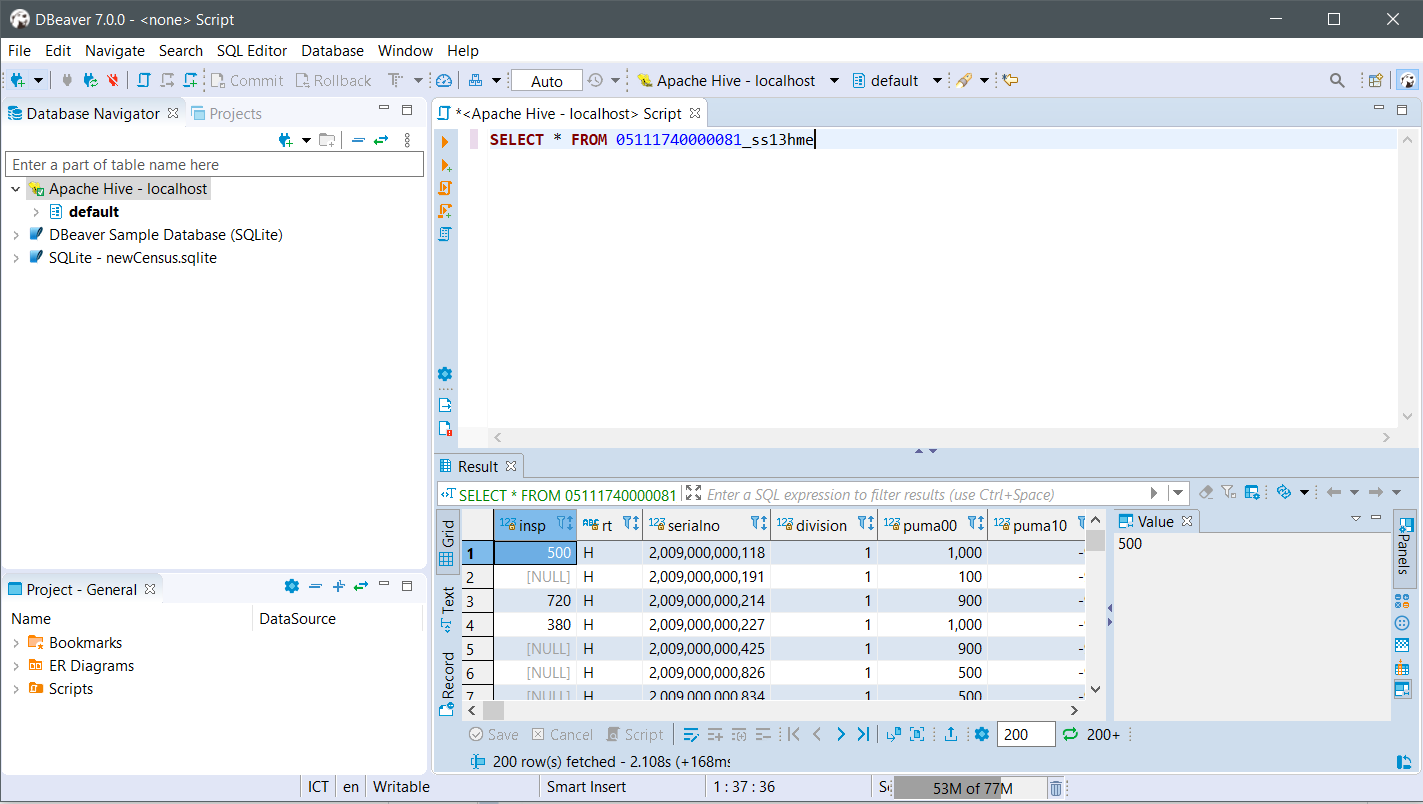 DBeaver 7.0.0 - <none> Script
File Edit Navigate Search SQL Editor Database Window Help
Commit Rollback Auto Apache Hive - localhost default
Database Navigator Projects
Enter a part of table name here
Apache Hive - localhost
default
DBeaver Sample Database (SQLite)
SQLite - newCensus.sqlite
Project - General
Name DataSource
Bookmarks
ER Diagrams
Scripts
*<Apache Hive - localhost> Script
SELECT * FROM 05111740000081_ss13hme
Result
SELECT * FROM 05111740000081 Enter a SQL expression to filter results (use Ctrl+Space)
Grid
Text
Record
123 insp ABC rt 123 serialno 123 division 123 puma00 123 puma10
1 500 H 2,009,000,000,118 1 1,000
2 [NULL] H 2,009,000,000,191 1 100
3 720 H 2,009,000,000,214 1 900
4 380 H 2,009,000,000,227 1 1,000
5 [NULL] H 2,009,000,000,425 1 900
6 [NULL] H 2,009,000,000,826 1 500
7 [NULL] H 2,009,000,000,834 1 500
Value
500
Panels
Save Cancel Script 200 200+
200 row(s) fetched - 2.108s (+168ms
ICT en Writable Smart Insert 1 : 37 : 36 53M of 77M